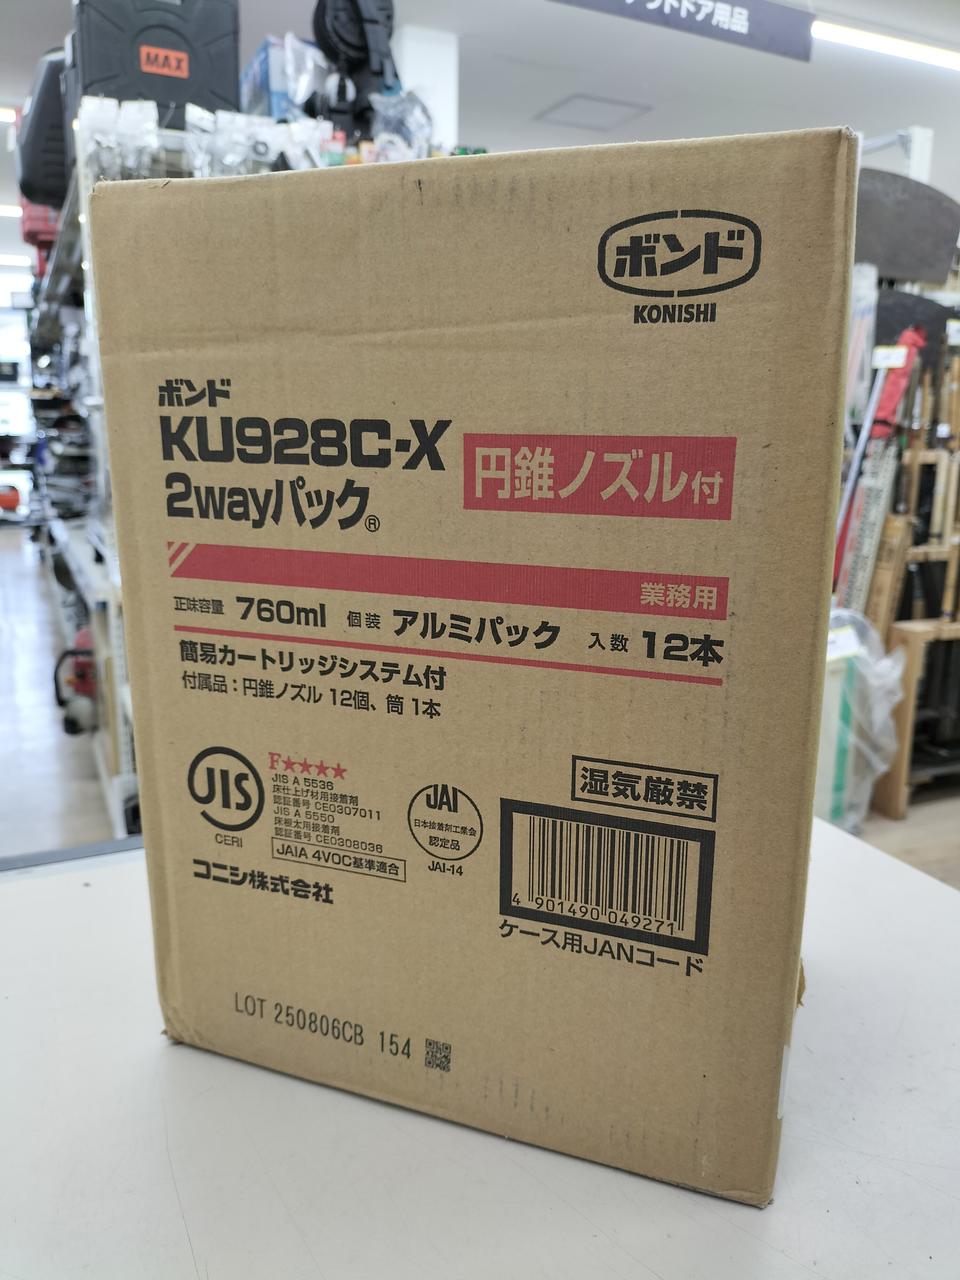 MAX
ドア用品
ボンド
KONISHI
ボンド
KU928C-X
2wayパック®
円錐ノズル付
業務用
正味容量 760ml 個装 アルミパック 入数 12本
簡易カートリッジシステム付
付属品：円錐ノズル 12個、筒 1本
JIS
CERI
F★★★★
JIS A 5536
床仕上げ材用接着剤
認証番号 CE0307011
JIS A 5550
床根太用接着剤
認証番号 CE0308036
JAIA 4VOC基準適合
JAI
日本接着剤工業会
認定品
JAI-14
湿気厳禁
4 901490 049271
ケース用JANコード
コニシ株式会社
LOT 250806CB 154